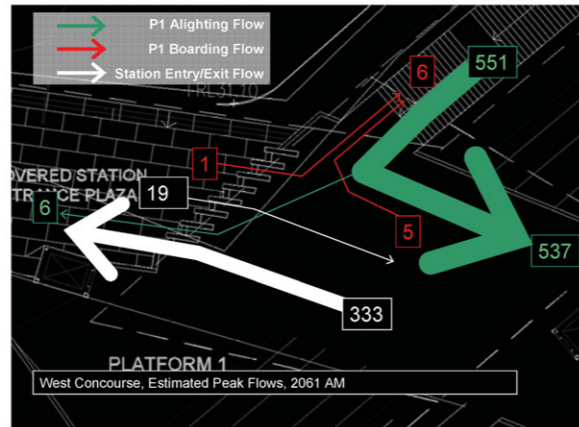 P1 Alighting Flow
P1 Boarding Flow
Station Entry/Exit Flow
6
551
1
OVERED STATION
TRANCE PLAZA
19
6
5
537
333
PLATFORM 1
West Concourse, Estimated Peak Flows, 2061 AM